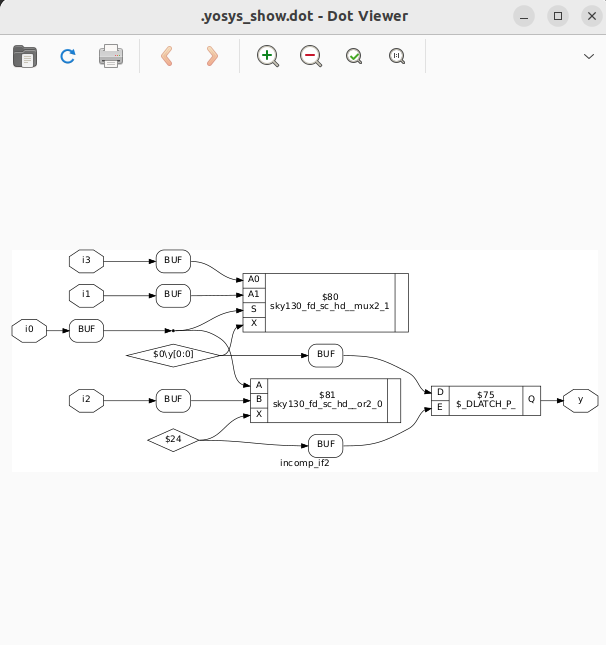 .yosys_show.dot - Dot Viewer
i3
BUF
A0
$80
sky130_fd_sc_hd__mux2_1
i1
BUF
A1
S
X
i0
BUF
$0\y[0:0]
BUF
A
$81
sky130_fd_sc_hd__or2_0
B
X
i2
BUF
D
$75
$_DLATCH_P_
Q
E
y
$24
BUF
incomp_if2